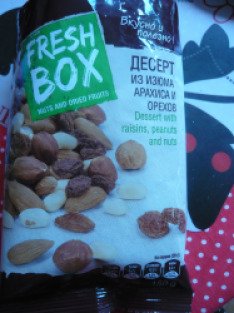 Вкусно и
полезно!
FRESH
BOX
NUTS AND DRIED FRUITS
ДЕСЕРТ
ИЗ ИЗЮМА,
АРАХИСА И
ОРЕХОВ
Dessert with
raisins, peanuts
and nuts